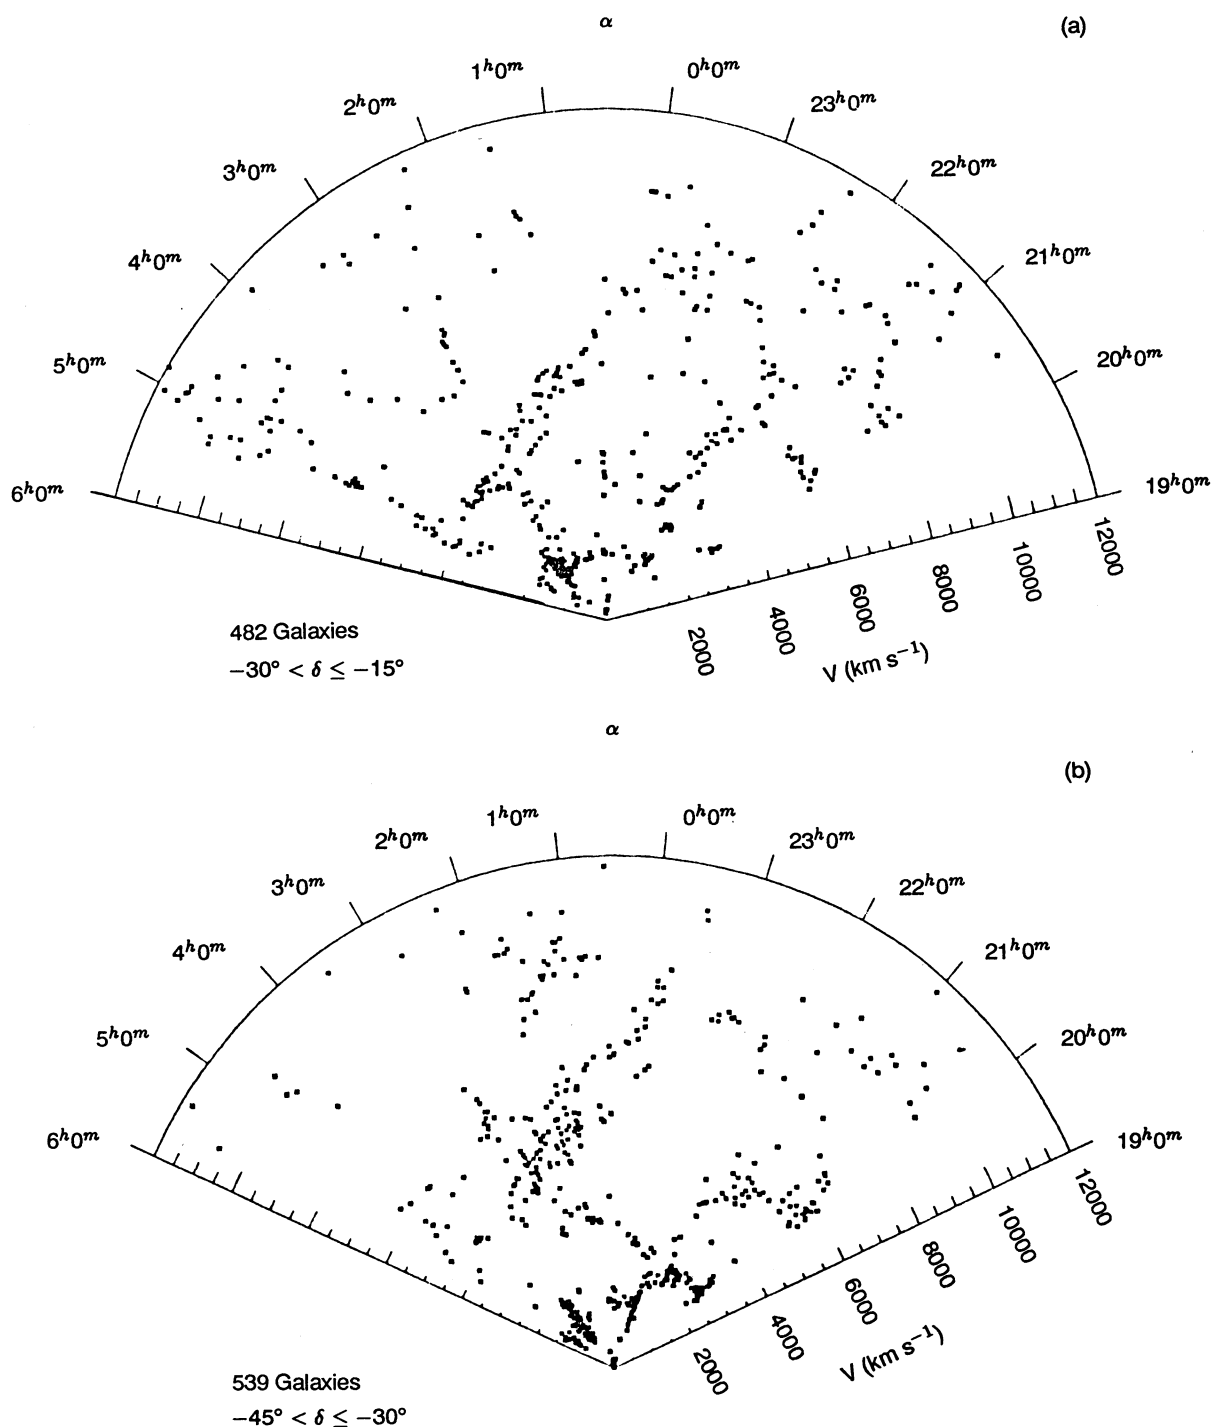 α
(a)
1ʰ0ᵐ
0ʰ0ᵐ
2ʰ0ᵐ
23ʰ0ᵐ
3ʰ0ᵐ
22ʰ0ᵐ
4ʰ0ᵐ
21ʰ0ᵐ
5ʰ0ᵐ
20ʰ0ᵐ
6ʰ0ᵐ
19ʰ0ᵐ
2000
4000
6000
8000
10000
12000
V (km s⁻¹)
482 Galaxies
−30° < δ ≤ −15°
α
(b)
1ʰ0ᵐ
0ʰ0ᵐ
2ʰ0ᵐ
23ʰ0ᵐ
3ʰ0ᵐ
22ʰ0ᵐ
4ʰ0ᵐ
21ʰ0ᵐ
5ʰ0ᵐ
20ʰ0ᵐ
6ʰ0ᵐ
19ʰ0ᵐ
2000
4000
6000
8000
10000
12000
V (km s⁻¹)
539 Galaxies
−45° < δ ≤ −30°